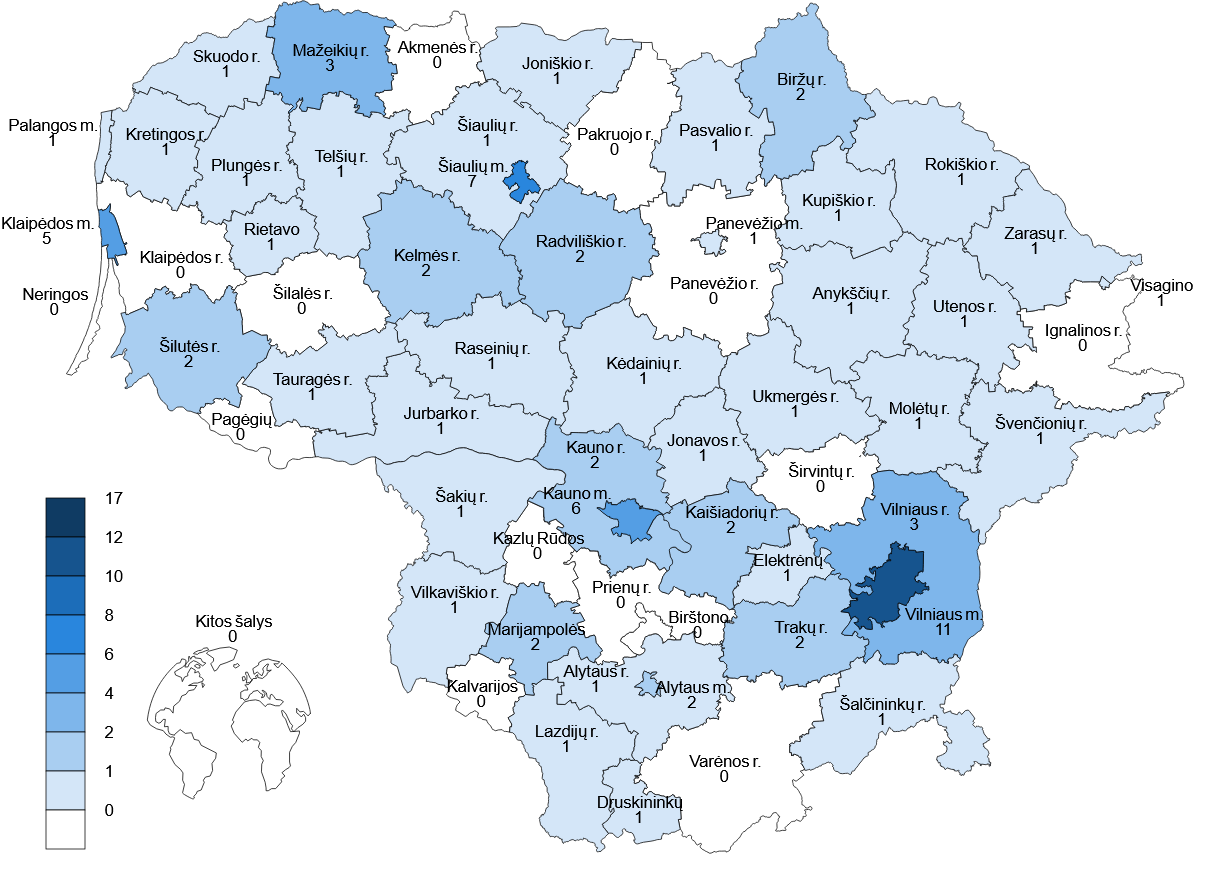 Skuodo r.
1
Mažeikių r.
3
Akmenės r.
0
Joniškio r.
1
Biržų r.
2
Palangos m.
1
Kretingos r.
1
Plungės r.
1
Telšių r.
1
Šiaulių r.
1
Šiaulių m.
7
Pakruojo r.
0
Pasvalio r.
1
Rokiškio r.
1
Kupiškio r.
1
Klaipėdos m.
5
Klaipėdos r.
0
Rietavo
1
Kelmės r.
2
Radviliškio r.
2
Panevėžio m.
1
Panevėžio r.
0
Zarasų r.
1
Neringos
0
Šilalės r.
0
Anykščių r.
1
Utenos r.
1
Visagino
1
Ignalinos r.
0
Šilutės r.
2
Tauragės r.
1
Raseinių r.
1
Kėdainių r.
1
Ukmergės r.
1
Molėtų r.
1
Švenčionių r.
1
Pagėgių
0
Jurbarko r.
1
Kauno r.
2
Jonavos r.
1
Širvintų r.
0
Šakių r.
1
Kauno m.
6
Kaišiadorių r.
2
Vilniaus r.
3
Kazlų Rūdos
0
Elektrėnų
1
Vilkaviškio r.
1
Prienų r.
0
Birštono
0
Vilniaus m.
11
Marijampolės
2
Trakų r.
2
Kalvarijos
0
Alytaus r.
1
Alytaus m.
2
Šalčininkų r.
1
Lazdijų r.
1
Varėnos r.
0
Druskininkų
1
Kitos šalys
0
17
12
10
8
6
4
2
1
0